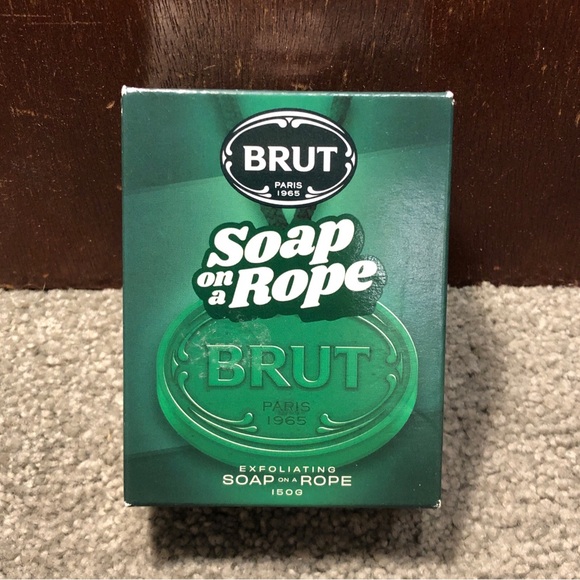 BRUT
PARIS
1965
Soap
on
a Rope
BRUT
PARIS
1965
EXFOLIATING
SOAP ON A ROPE
150G